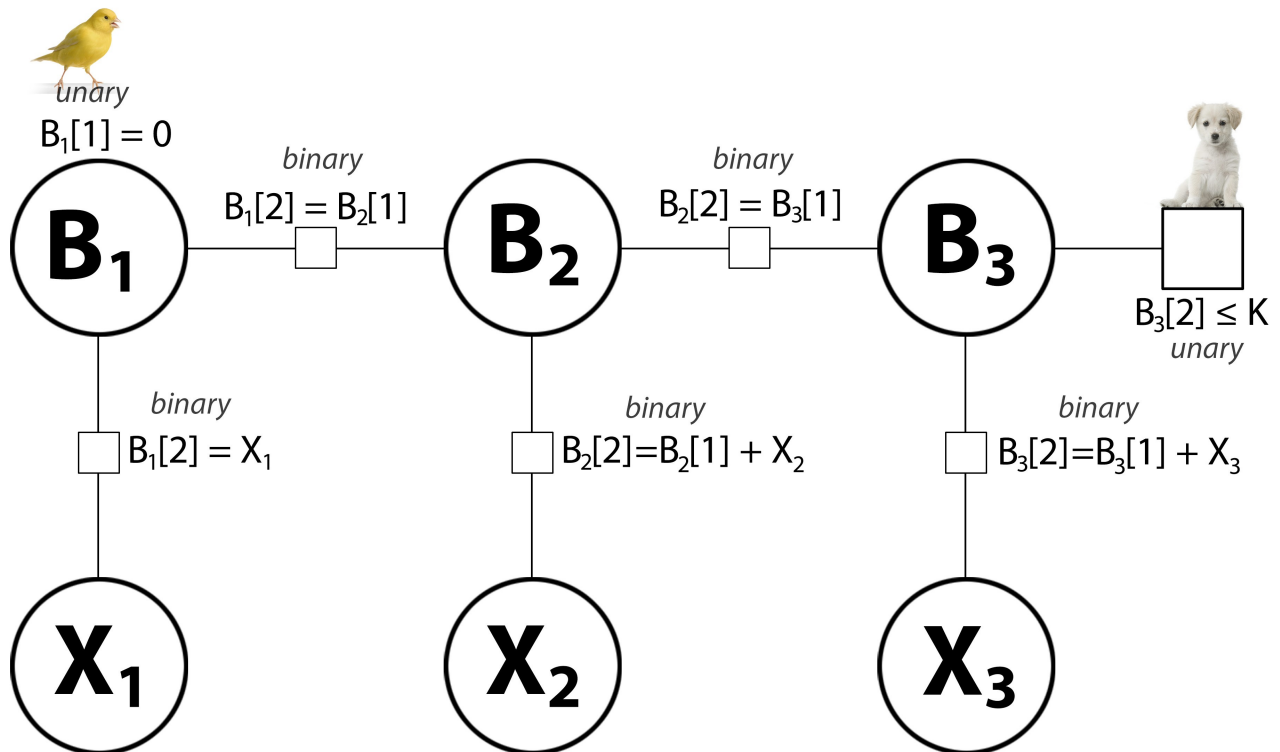 unary
B₁[1] = 0
binary
B₁[2] = B₂[1]
binary
B₂[2] = B₃[1]
B₁
B₂
B₃
B₃[2] ≤ K
unary
binary
B₁[2] = X₁
binary
B₂[2]=B₂[1] + X₂
binary
B₃[2]=B₃[1] + X₃
X₁
X₂
X₃